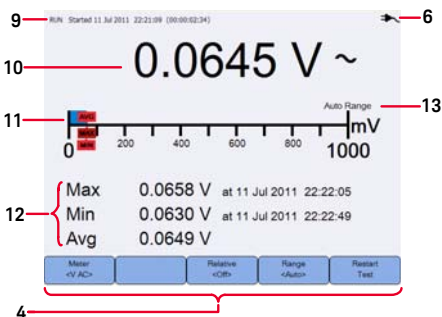 9 RUN Started 11 Jul 2011 22:21:09 (00:00:02:34) 6
10 0.0645 V ~
Auto Range 13
11 AVG
MAX
MIN
0 200 400 600 800 1000 mV
Max 0.0658 V at 11 Jul 2011 22:22:05
12 Min 0.0630 V at 11 Jul 2011 22:22:49
Avg 0.0649 V
Meter <V AC> Relative <Off> Range <Auto> Restart Test
4